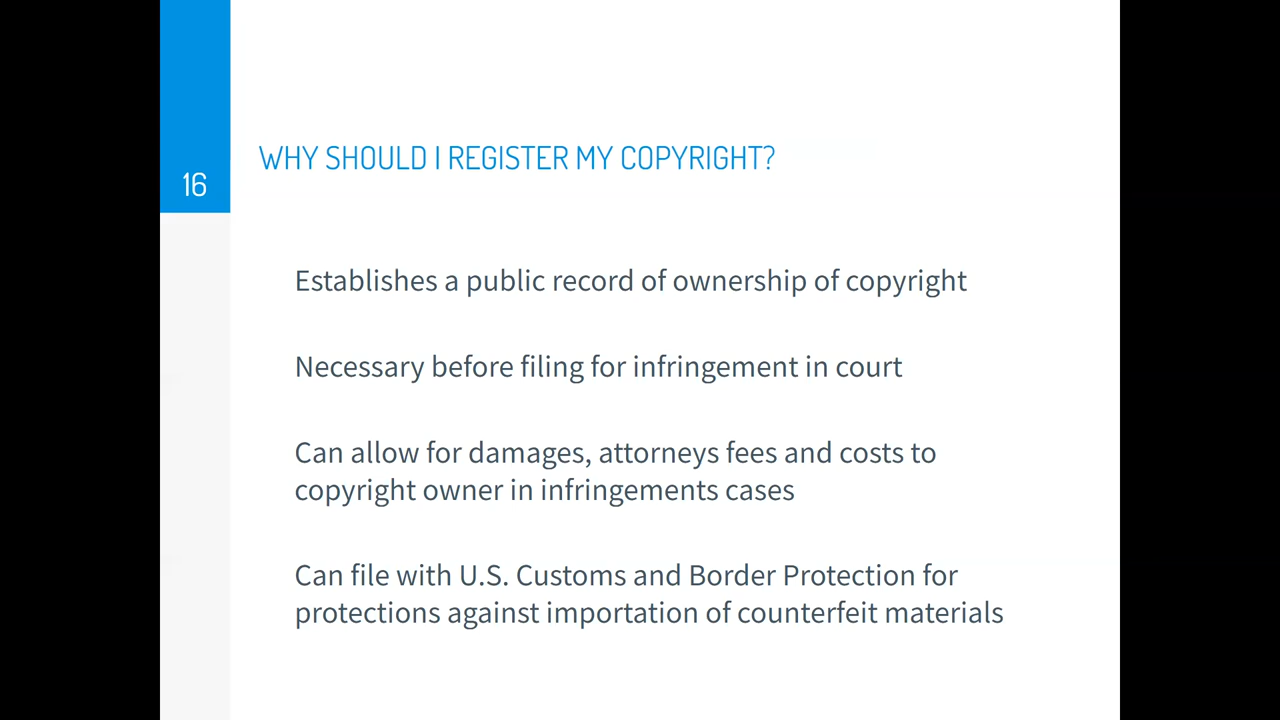 16
WHY SHOULD I REGISTER MY COPYRIGHT?
Establishes a public record of ownership of copyright
Necessary before filing for infringement in court
Can allow for damages, attorneys fees and costs to
copyright owner in infringements cases
Can file with U.S. Customs and Border Protection for
protections against importation of counterfeit materials